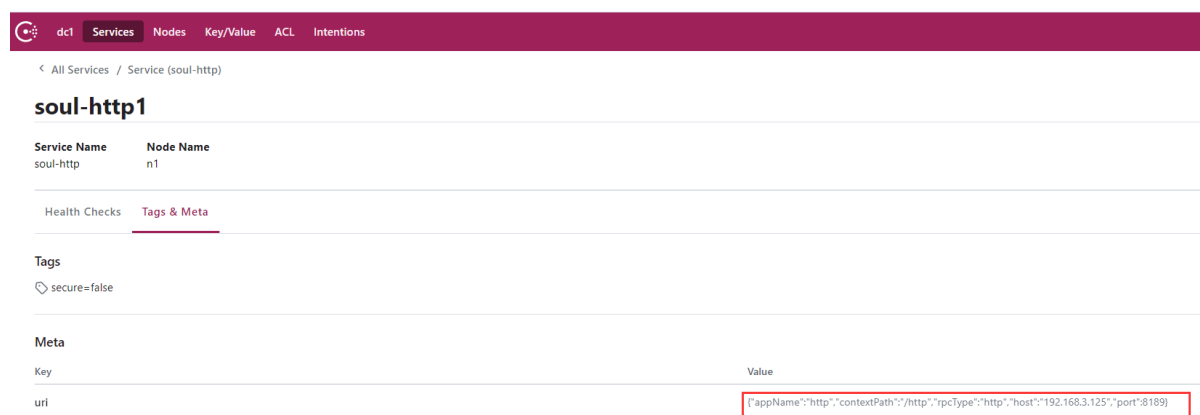 dc1 Services Nodes Key/Value ACL Intentions
< All Services / Service (soul-http)
soul-http1
Service Name Node Name
soul-http n1
Health Checks Tags & Meta
Tags
secure=false
Meta
Key Value
uri {"appName":"http","contextPath":"/http","rpcType":"http","host":"192.168.3.125","port":8189}